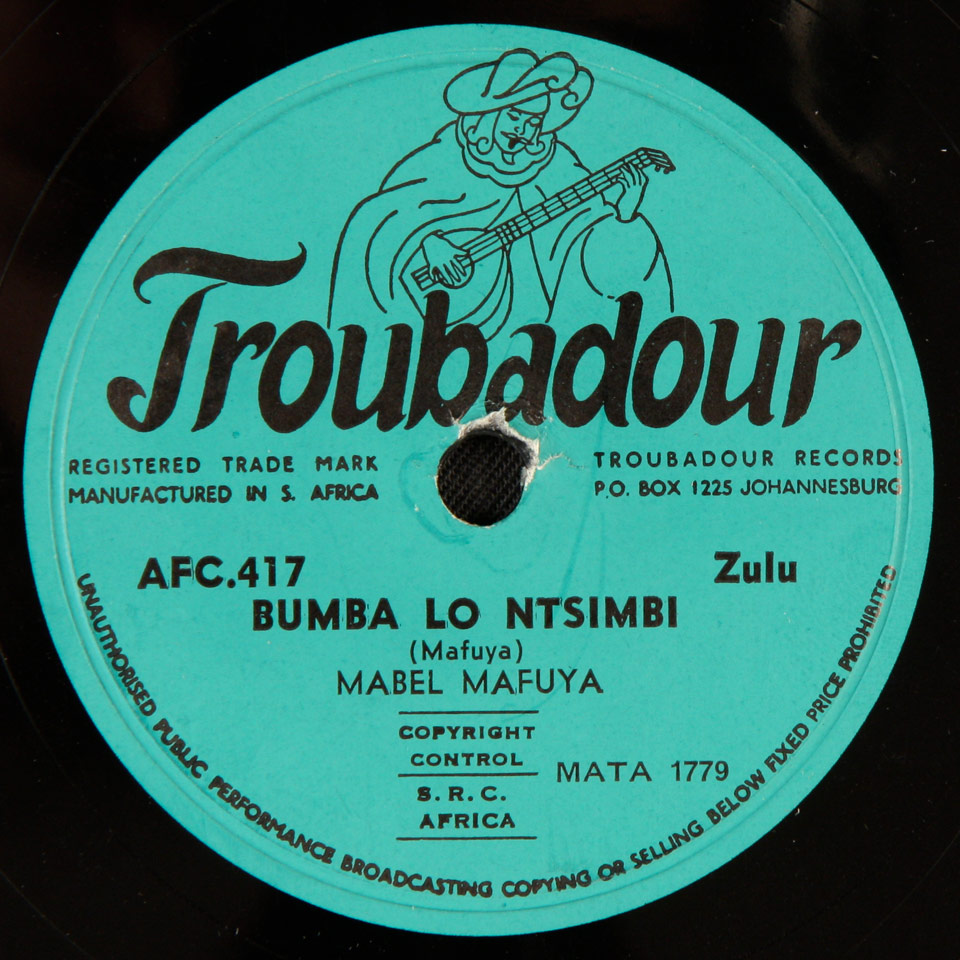 Troubadour
REGISTERED TRADE MARK
MANUFACTURED IN S. AFRICA
TROUBADOUR RECORDS
P.O. BOX 1225 JOHANNESBURG
AFC.417
Zulu
BUMBA LO NTSIMBI
(Mafuya)
MABEL MAFUYA
COPYRIGHT
CONTROL
MATA 1779
S. R. C.
AFRICA
UNAUTHORISED PUBLIC PERFORMANCE BROADCASTING COPYING OR SELLING BELOW FIXED PRICE PROHIBITED